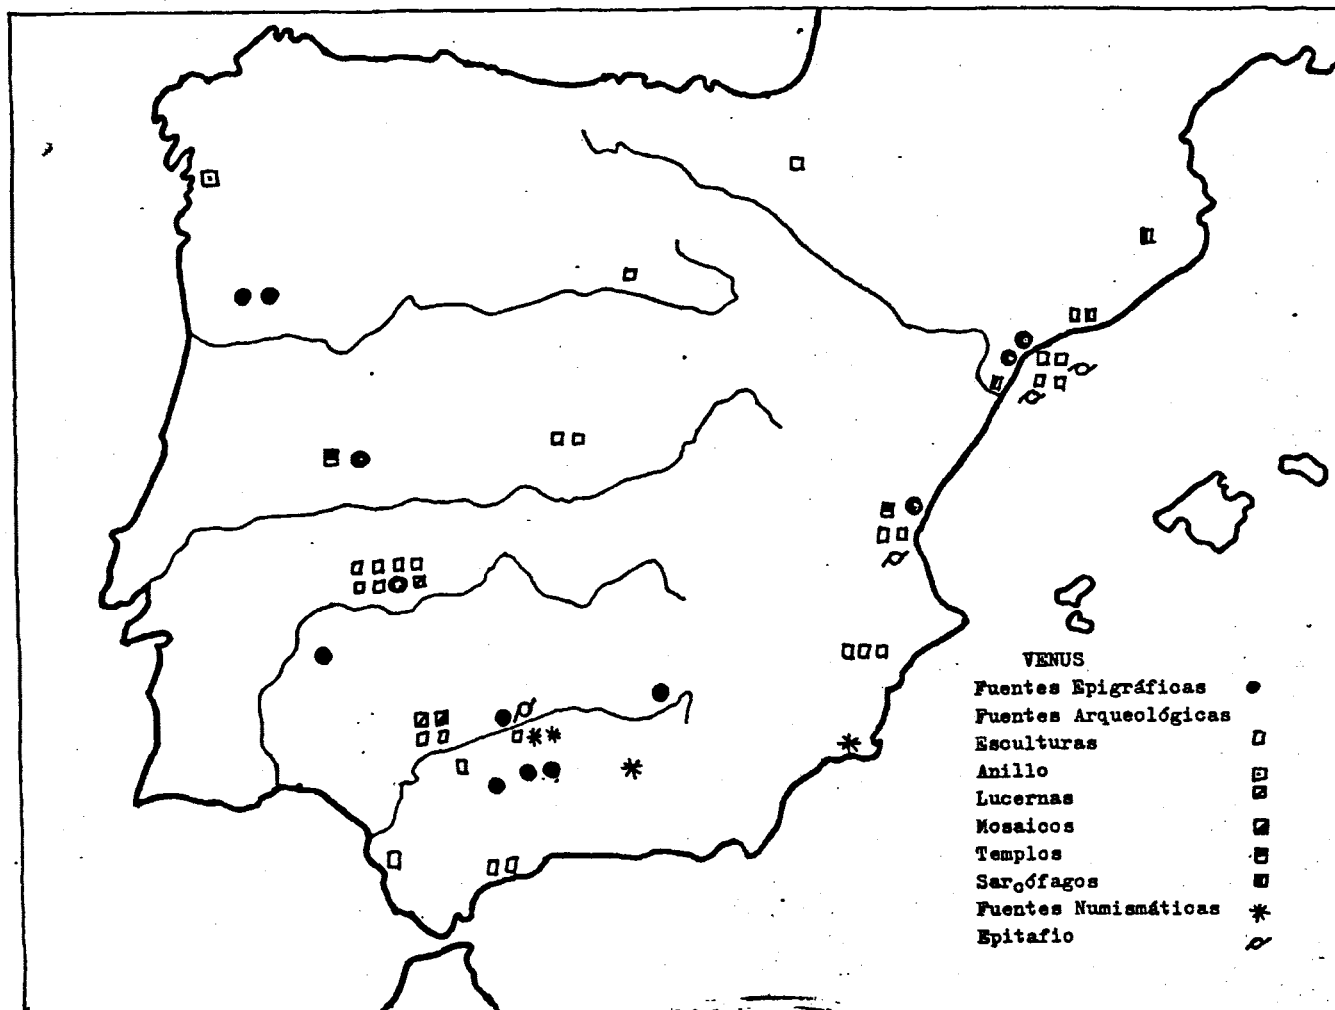 VENUS
Fuentes Epigráficas
Fuentes Arqueológicas
Esculturas
Anillo
Lucernas
Mosaicos
Templos
Sarcófagos
Fuentes Numismáticas
Epitafio